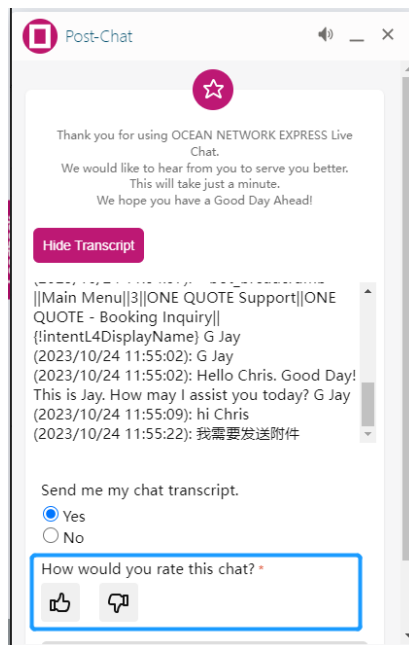 Post-Chat
Thank you for using OCEAN NETWORK EXPRESS Live
Chat.
We would like to hear from you to serve you better.
This will take just a minute.
We hope you have a Good Day Ahead!
Hide Transcript
||Main Menu||3||ONE QUOTE Support||ONE
QUOTE - Booking Inquiry||
{!intentL4DisplayName} G Jay
(2023/10/24 11:55:02): G Jay
(2023/10/24 11:55:02): Hello Chris. Good Day!
This is Jay. How may I assist you today? G Jay
(2023/10/24 11:55:09): hi Chris
(2023/10/24 11:55:22): 我需要发送附件
Send me my chat transcript.
Yes
No
How would you rate this chat? *